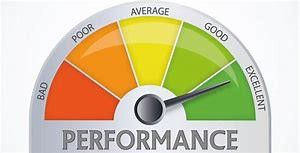 BAD
POOR
AVERAGE
GOOD
EXCELLENT
PERFORMANCE